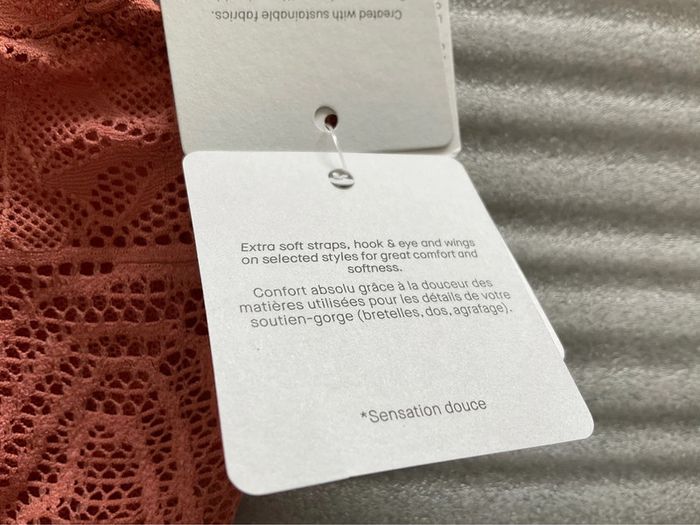 Created with sustainable fabrics.
Extra soft straps, hook & eye and wings
on selected styles for great comfort and
softness.
Confort absolu grâce à la douceur des
matières utilisées pour les détails de votre
soutien-gorge (bretelles, dos, agrafage).
*Sensation douce